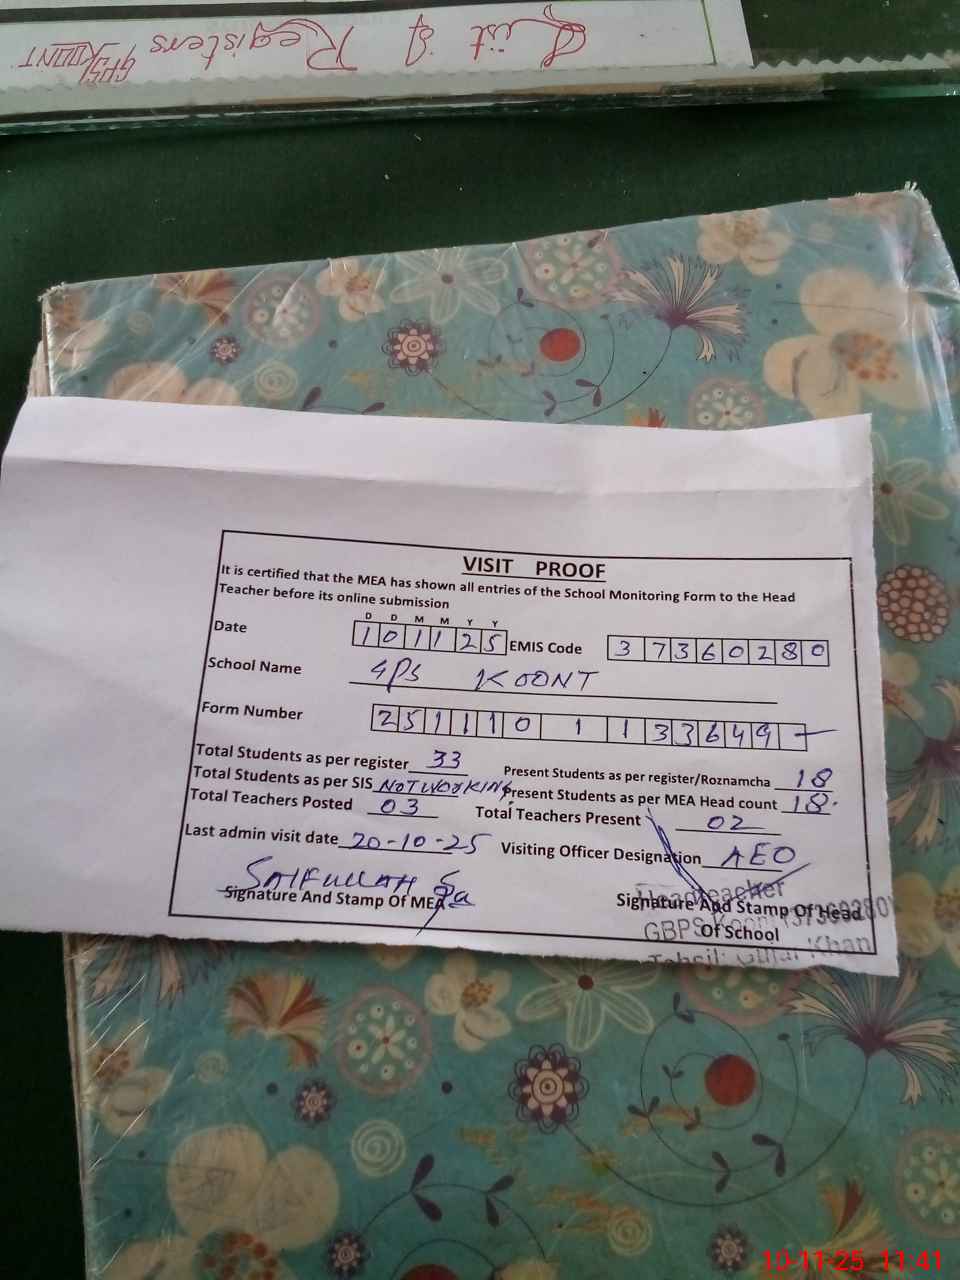 List of Registers GPS KOONT
VISIT PROOF
It is certified that the MEA has shown all entries of the School Monitoring Form to the Head
Teacher before its online submission
D D M M Y Y
Date 1 0 1 1 2 5 EMIS Code 3 7 3 6 0 2 8 0
School Name GPS KOONT
Form Number 2 5 1 1 1 0 1 1 3 3 6 4 9 -
Total Students as per register 33 Present Students as per register/Roznamcha 18
Total Students as per SIS NOT WORKING Present Students as per MEA Head count 18.
Total Teachers Posted 03 Total Teachers Present 02
Last admin visit date 20-10-25 Visiting Officer Designation AEO
SAIFULLAH
Signature And Stamp Of MEA Signature And Stamp Of Head
Of School
Headteacher
GBPS Koont 37360280
Tehsil: Gujar Khan
10-11-25 11:41